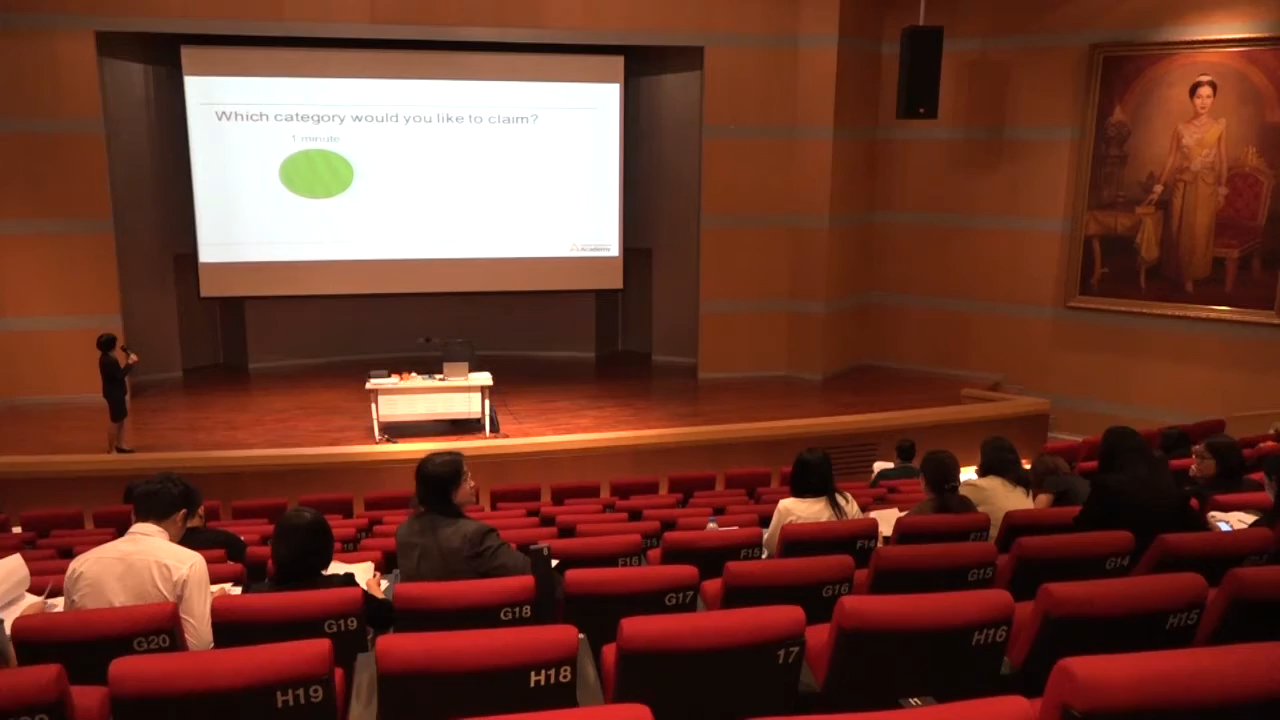 Which category would you like to claim?
1 minute
Academy
F16
F15
F14
F13
G20
G19
G18
G17
G16
G15
G14
H19
H18
17
H16
H15